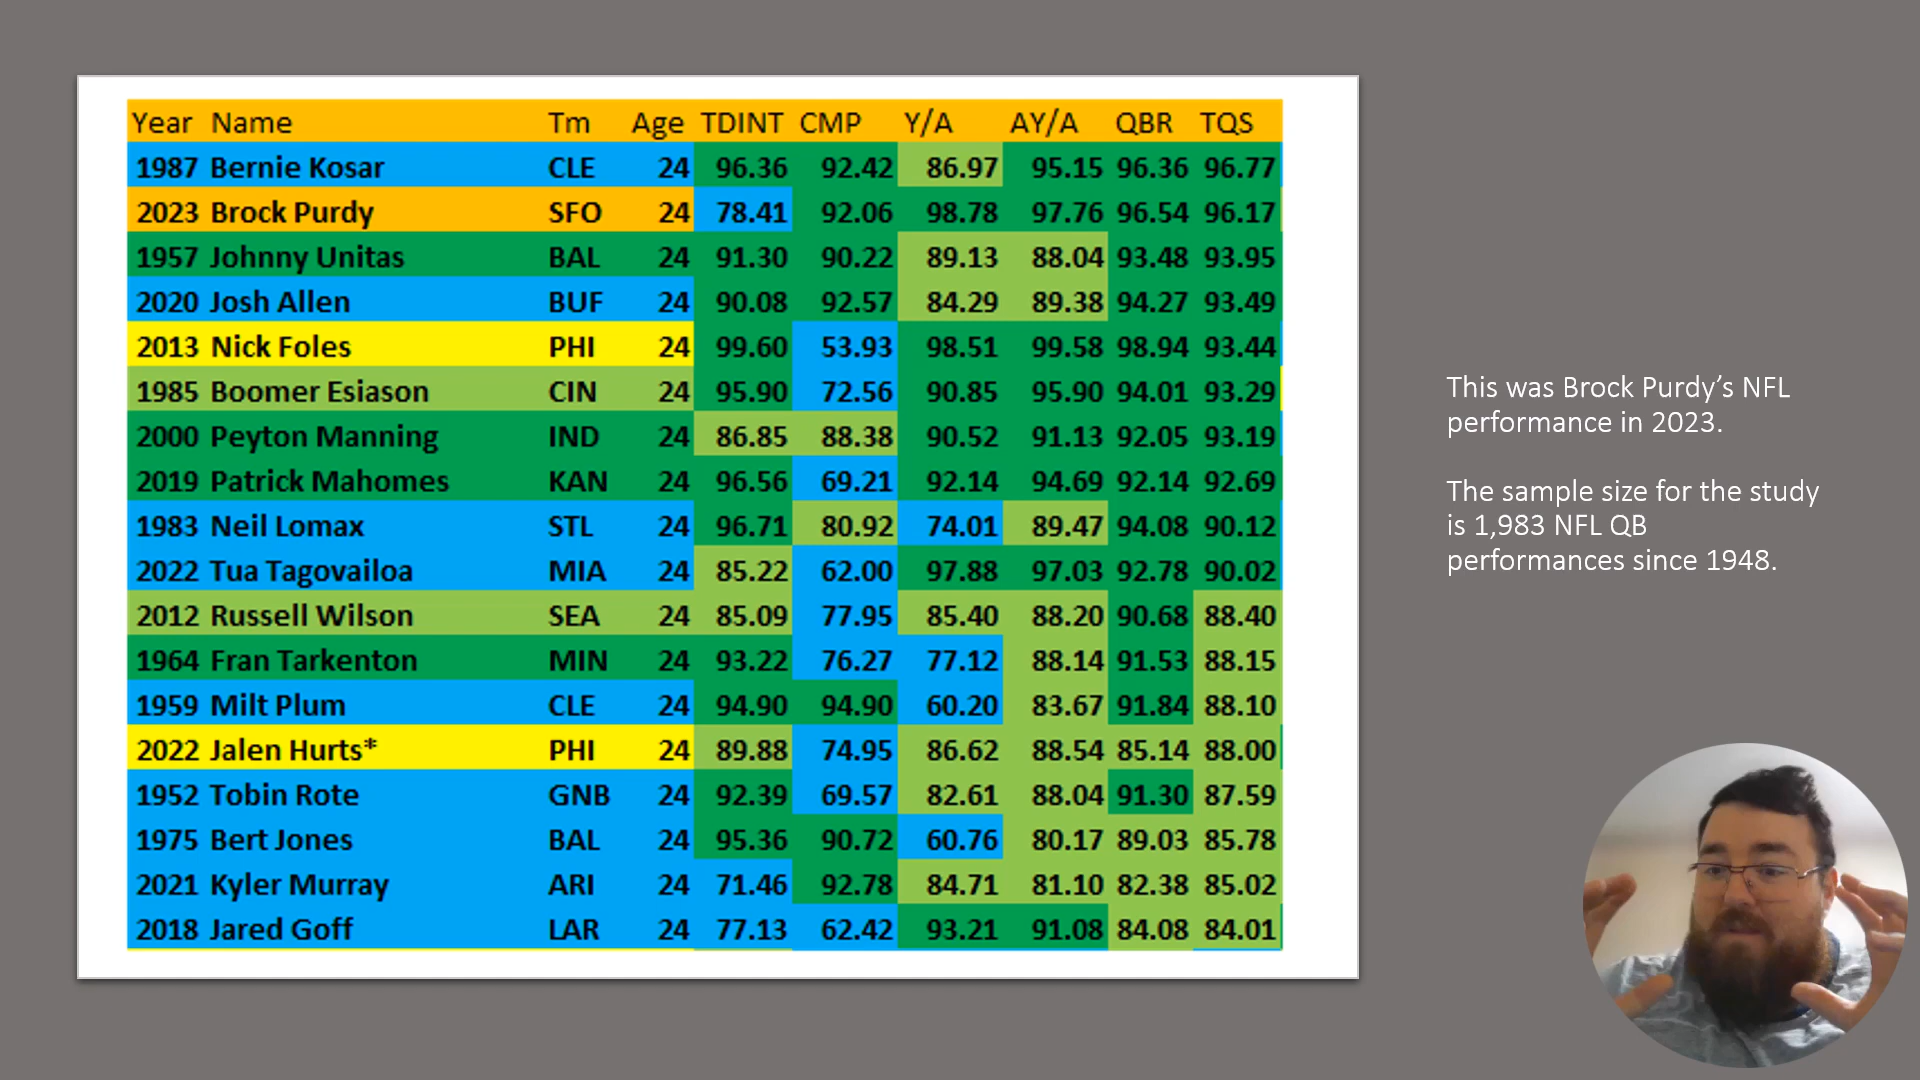 Year Name Tm Age TDINT CMP Y/A AY/A QBR TQS
1987 Bernie Kosar CLE 24 96.36 92.42 86.97 95.15 96.36 96.77
2023 Brock Purdy SFO 24 78.41 92.06 98.78 97.76 96.54 96.17
1957 Johnny Unitas BAL 24 91.30 90.22 89.13 88.04 93.48 93.95
2020 Josh Allen BUF 24 90.08 92.57 84.29 89.38 94.27 93.49
2013 Nick Foles PHI 24 99.60 53.93 98.51 99.58 98.94 93.44
1985 Boomer Esiason CIN 24 95.90 72.56 90.85 95.90 94.01 93.29
2000 Peyton Manning IND 24 86.85 88.38 90.52 91.13 92.05 93.19
2019 Patrick Mahomes KAN 24 96.56 69.21 92.14 94.69 92.14 92.69
1983 Neil Lomax STL 24 96.71 80.92 74.01 89.47 94.08 90.12
2022 Tua Tagovailoa MIA 24 85.22 62.00 97.88 97.03 92.78 90.02
2012 Russell Wilson SEA 24 85.09 77.95 85.40 88.20 90.68 88.40
1964 Fran Tarkenton MIN 24 93.22 76.27 77.12 88.14 91.53 88.15
1959 Milt Plum CLE 24 94.90 94.90 60.20 83.67 91.84 88.10
2022 Jalen Hurts* PHI 24 89.88 74.95 86.62 88.54 85.14 88.00
1952 Tobin Rote GNB 24 92.39 69.57 82.61 88.04 91.30 87.59
1975 Bert Jones BAL 24 95.36 90.72 60.76 80.17 89.03 85.78
2021 Kyler Murray ARI 24 71.46 92.78 84.71 81.10 82.38 85.02
2018 Jared Goff LAR 24 77.13 62.42 93.21 91.08 84.08 84.01
This was Brock Purdy’s NFL
performance in 2023.
The sample size for the study
is 1,983 NFL QB
performances since 1948.